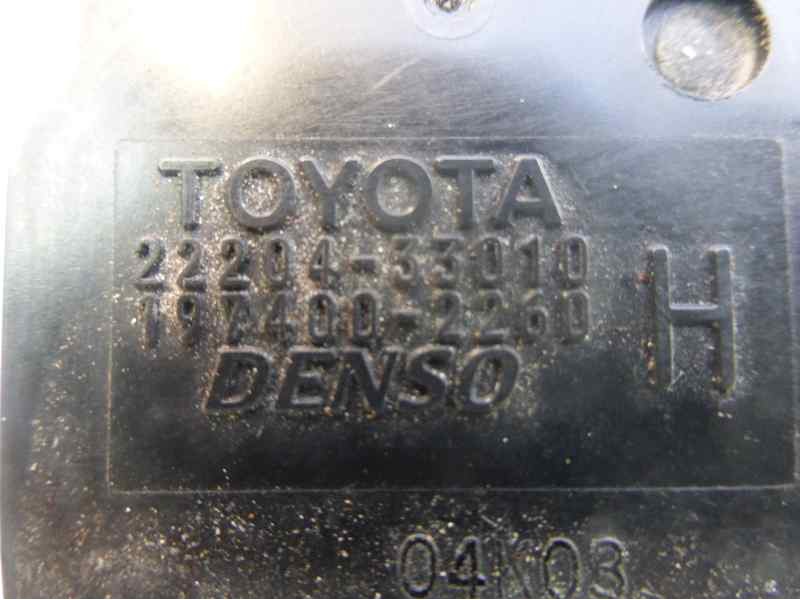 TOYOTA
22204-33010
197400-2260
H
DENSO
04K03